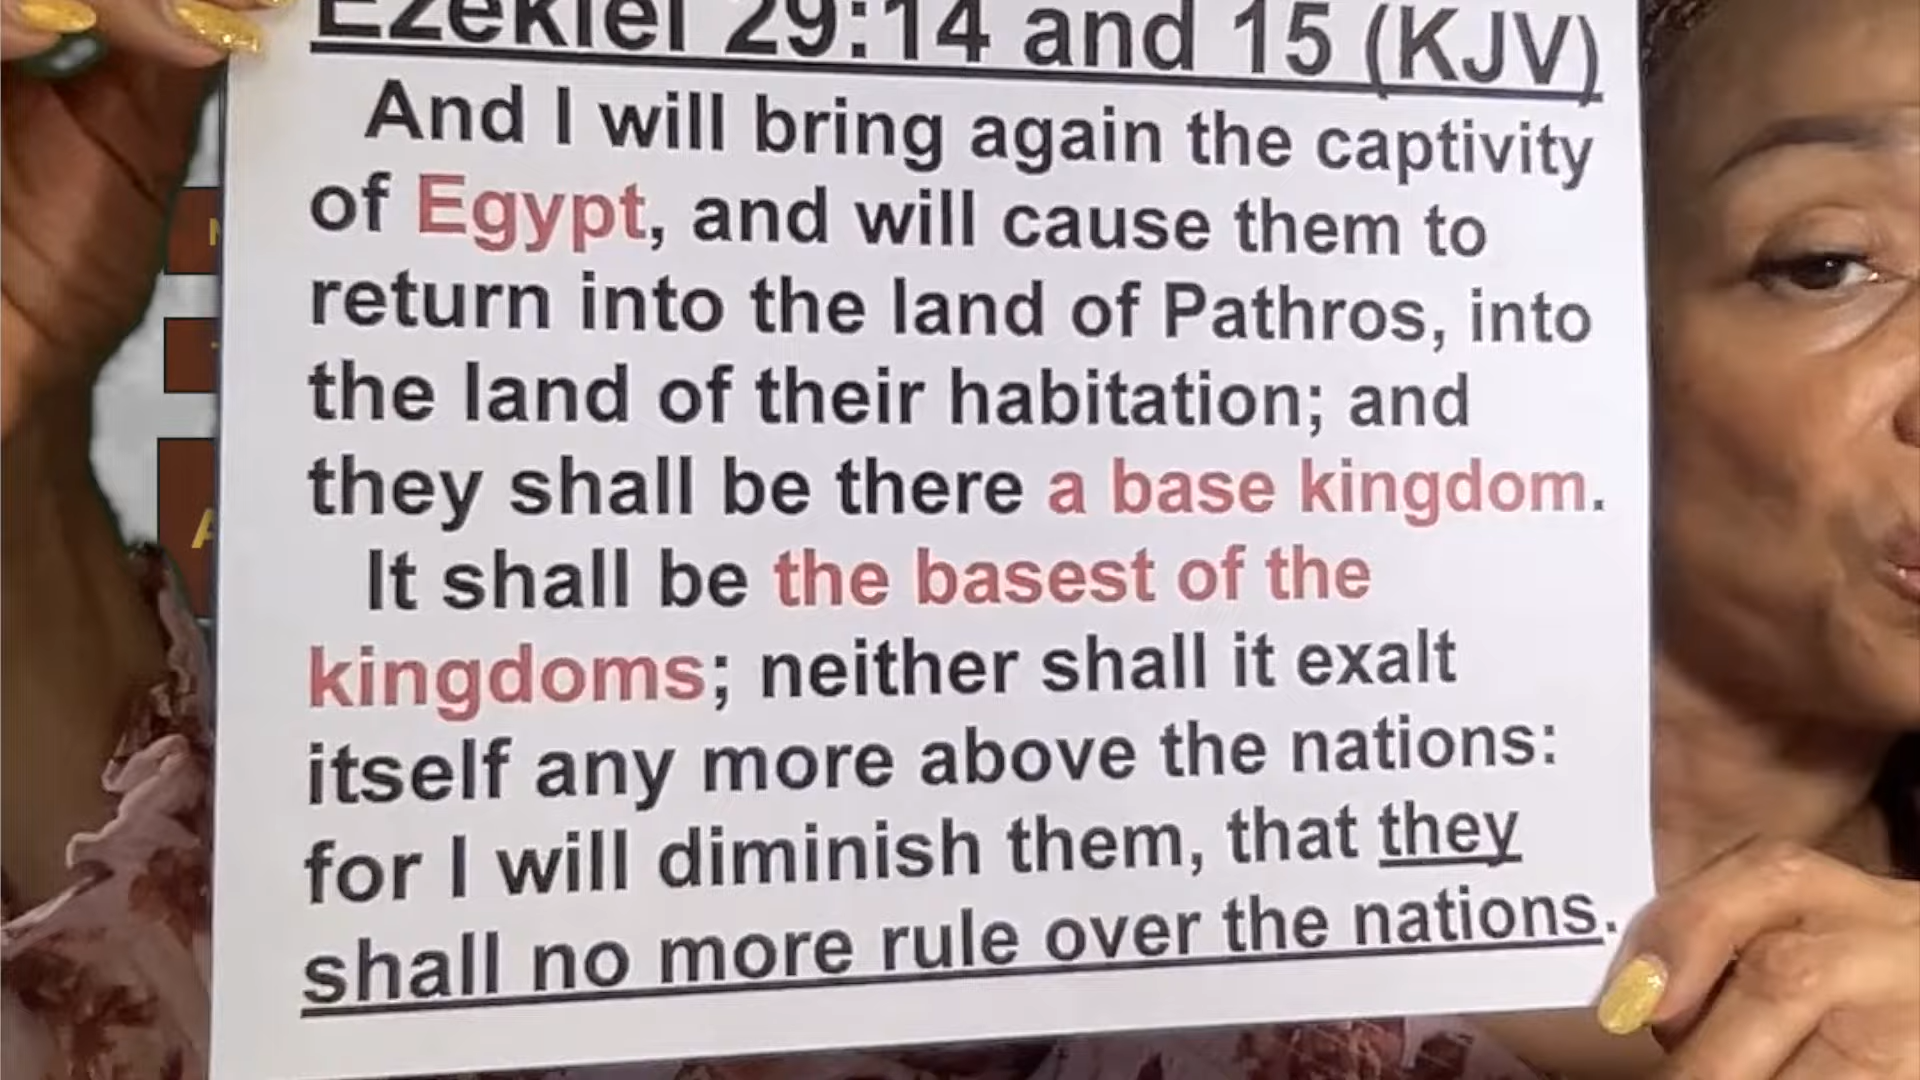 Ezekiel 29:14 and 15 (KJV)
And I will bring again the captivity
of Egypt, and will cause them to
return into the land of Pathros, into
the land of their habitation; and
they shall be there a base kingdom.
It shall be the basest of the
kingdoms; neither shall it exalt
itself any more above the nations:
for I will diminish them, that they
shall no more rule over the nations.